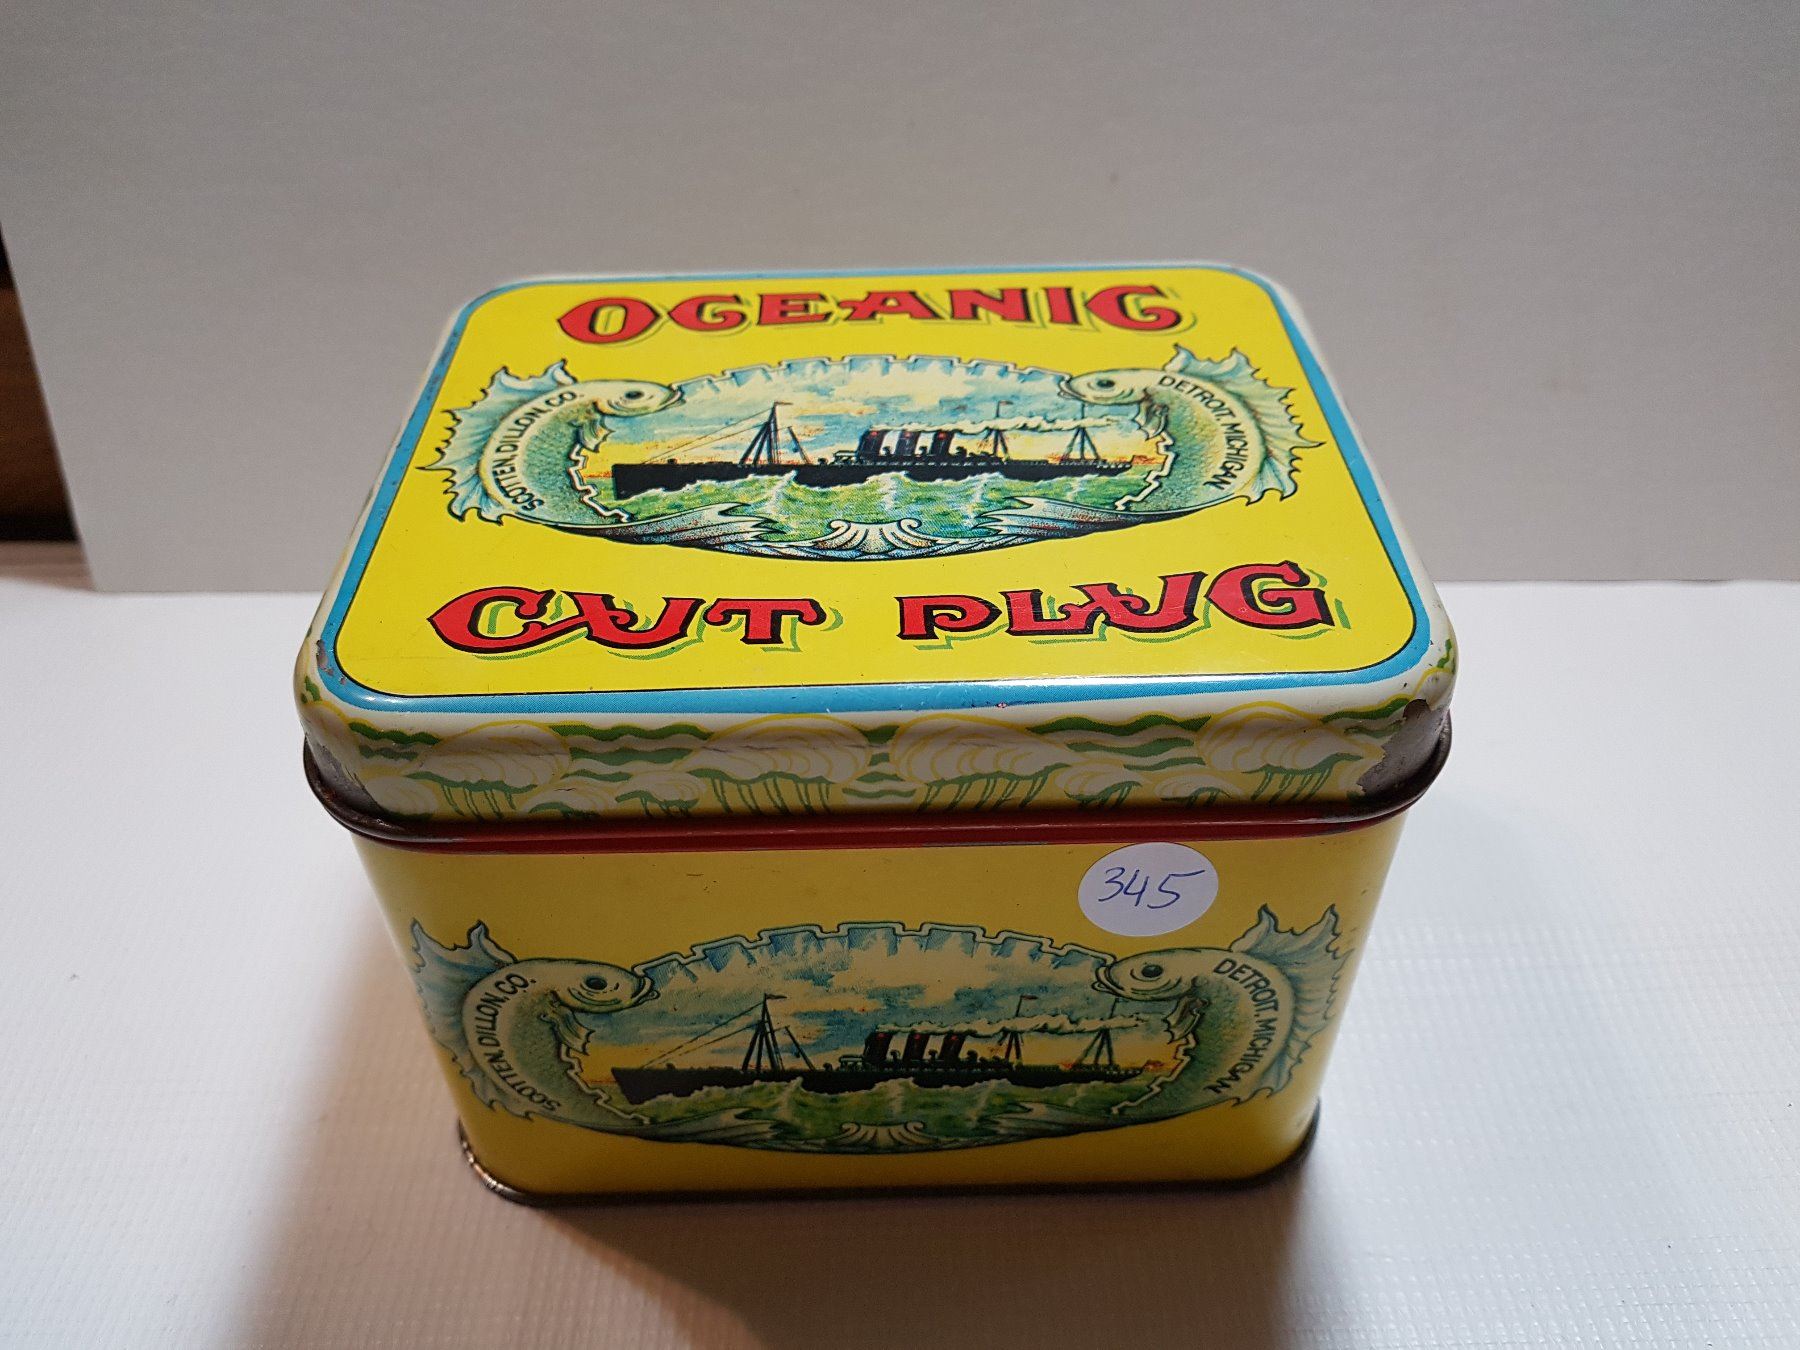 OCEANIC
SCOTTEN, DILLON, CO.
DETROIT, MICHIGAN
CUT PLUG
345
SCOTTEN DILLON, CO.
DETROIT, MICHIGAN